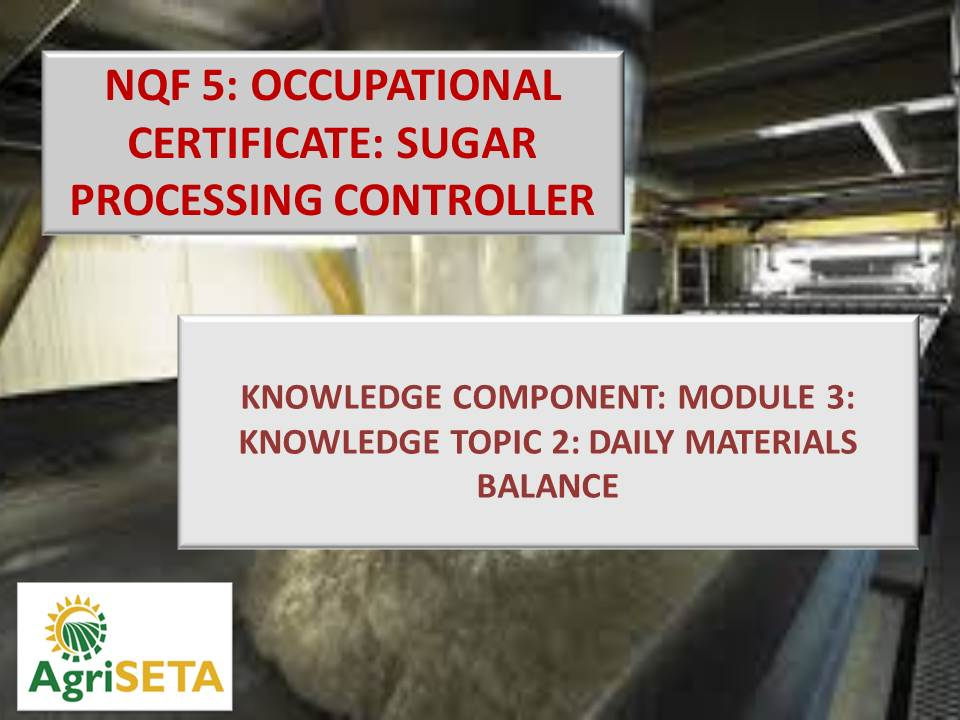 NQF 5: OCCUPATIONAL
CERTIFICATE: SUGAR
PROCESSING CONTROLLER
KNOWLEDGE COMPONENT: MODULE 3:
KNOWLEDGE TOPIC 2: DAILY MATERIALS
BALANCE
AgriSETA